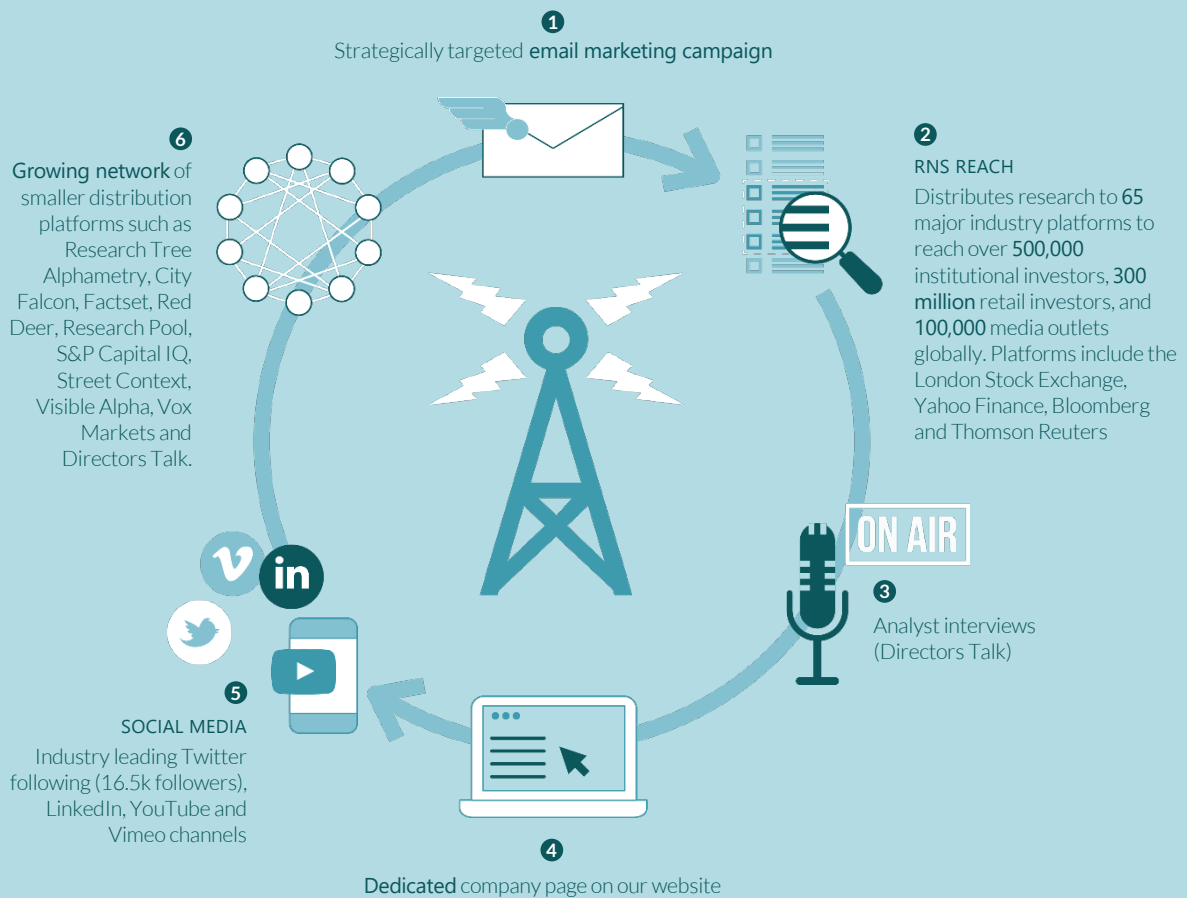 1
Strategically targeted email marketing campaign
2
RNS REACH
Distributes research to 65
major industry platforms to
reach over 500,000
institutional investors, 300
million retail investors, and
100,000 media outlets
globally. Platforms include the
London Stock Exchange,
Yahoo Finance, Bloomberg
and Thomson Reuters
ON AIR
3
Analyst interviews
(Directors Talk)
4
Dedicated company page on our website
in
5
SOCIAL MEDIA
Industry leading Twitter
following (16.5k followers),
LinkedIn, YouTube and
Vimeo channels
6
Growing network of
smaller distribution
platforms such as
Research Tree
Alphametry, City
Falcon, Factset, Red
Deer, Research Pool,
S&P Capital IQ,
Street Context,
Visible Alpha, Vox
Markets and
Directors Talk.